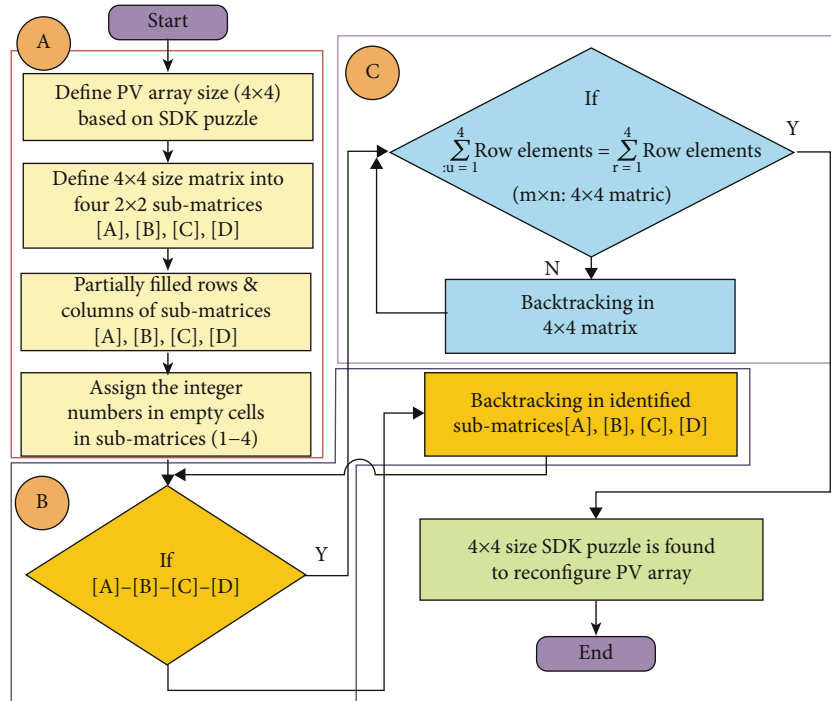 Start
A
Define PV array size (4×4)
based on SDK puzzle
Define 4×4 size matrix into
four 2×2 sub-matrices
[A], [B], [C], [D]
Partially filled rows &
columns of sub-matrices
[A], [B], [C], [D]
Assign the integer
numbers in empty cells
in sub-matrices (1–4)
B
If
[A]–[B]–[C]–[D]
Y
C
If
4 4
∑ Row elements = ∑ Row elements
:u = 1 r = 1
(m×n: 4×4 matric)
Y
N
Backtracking in
4×4 matrix
Backtracking in identified
sub-matrices[A], [B], [C], [D]
4×4 size SDK puzzle is found
to reconfigure PV array
End